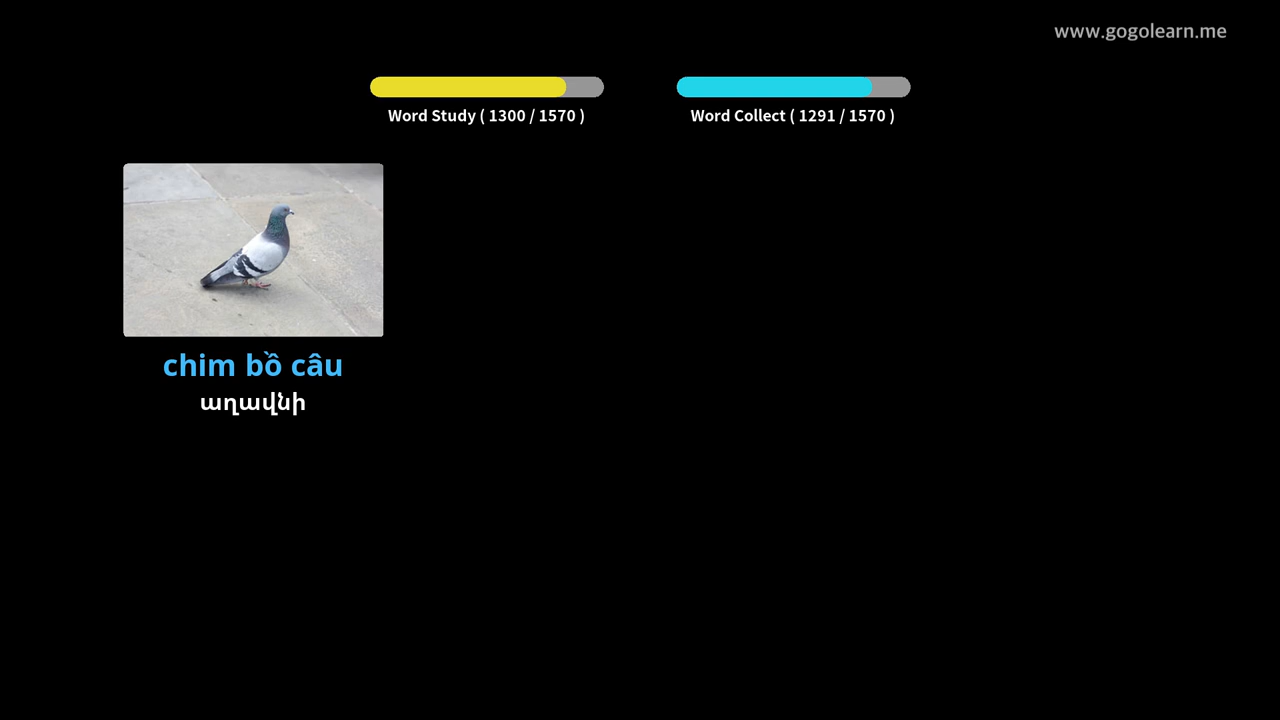 www.gogolearn.me
Word Study ( 1300 / 1570 )
Word Collect ( 1291 / 1570 )
chim bồ câu
աղավնի